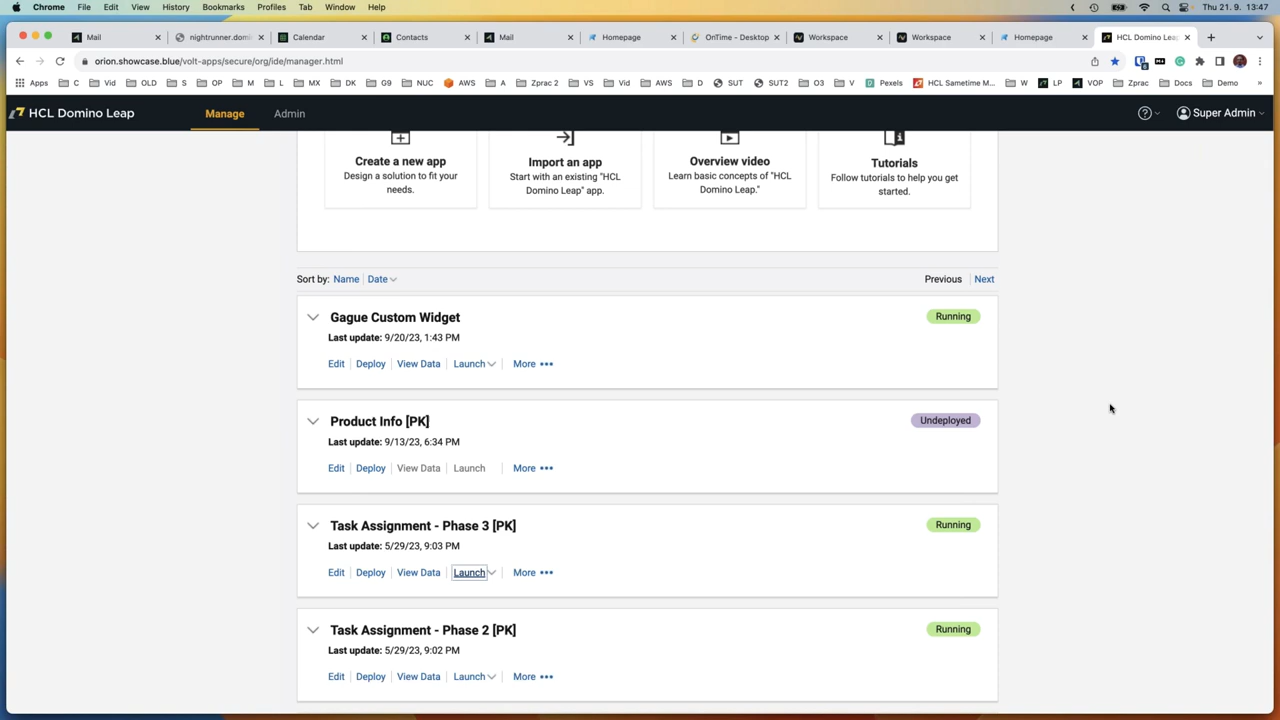 Chrome File Edit View History Bookmarks Profiles Tab Window Help Thu 21. 9. 13:47
Mail nightrunner.domi Calendar Contacts Mail Homepage OnTime - Desktop Workspace Workspace Homepage HCL Domino Lea
orion.showcase.blue/volt-apps/secure/org/ide/manager.html
Apps C Vid OLD S M L MX DK G9 NUC AWS A Zprac 2 VS Vid AWS D SUT SUT2 O3 V Pexels HCL Sametime M... W LP VOP Zprac Docs Demo
HCL Domino Leap Manage Admin Super Admin
Create a new app
Design a solution to fit your
needs.
Import an app
Start with an existing "HCL
Domino Leap" app.
Overview video
Learn basic concepts of "HCL
Domino Leap."
Tutorials
Follow tutorials to help you get
started.
Sort by: Name Date Previous Next
Gague Custom Widget Running
Last update: 9/20/23, 1:43 PM
Edit Deploy View Data Launch More •••
Product Info [PK] Undeployed
Last update: 9/13/23, 6:34 PM
Edit Deploy View Data Launch More •••
Task Assignment - Phase 3 [PK] Running
Last update: 5/29/23, 9:03 PM
Edit Deploy View Data Launch More •••
Task Assignment - Phase 2 [PK] Running
Last update: 5/29/23, 9:02 PM
Edit Deploy View Data Launch More •••